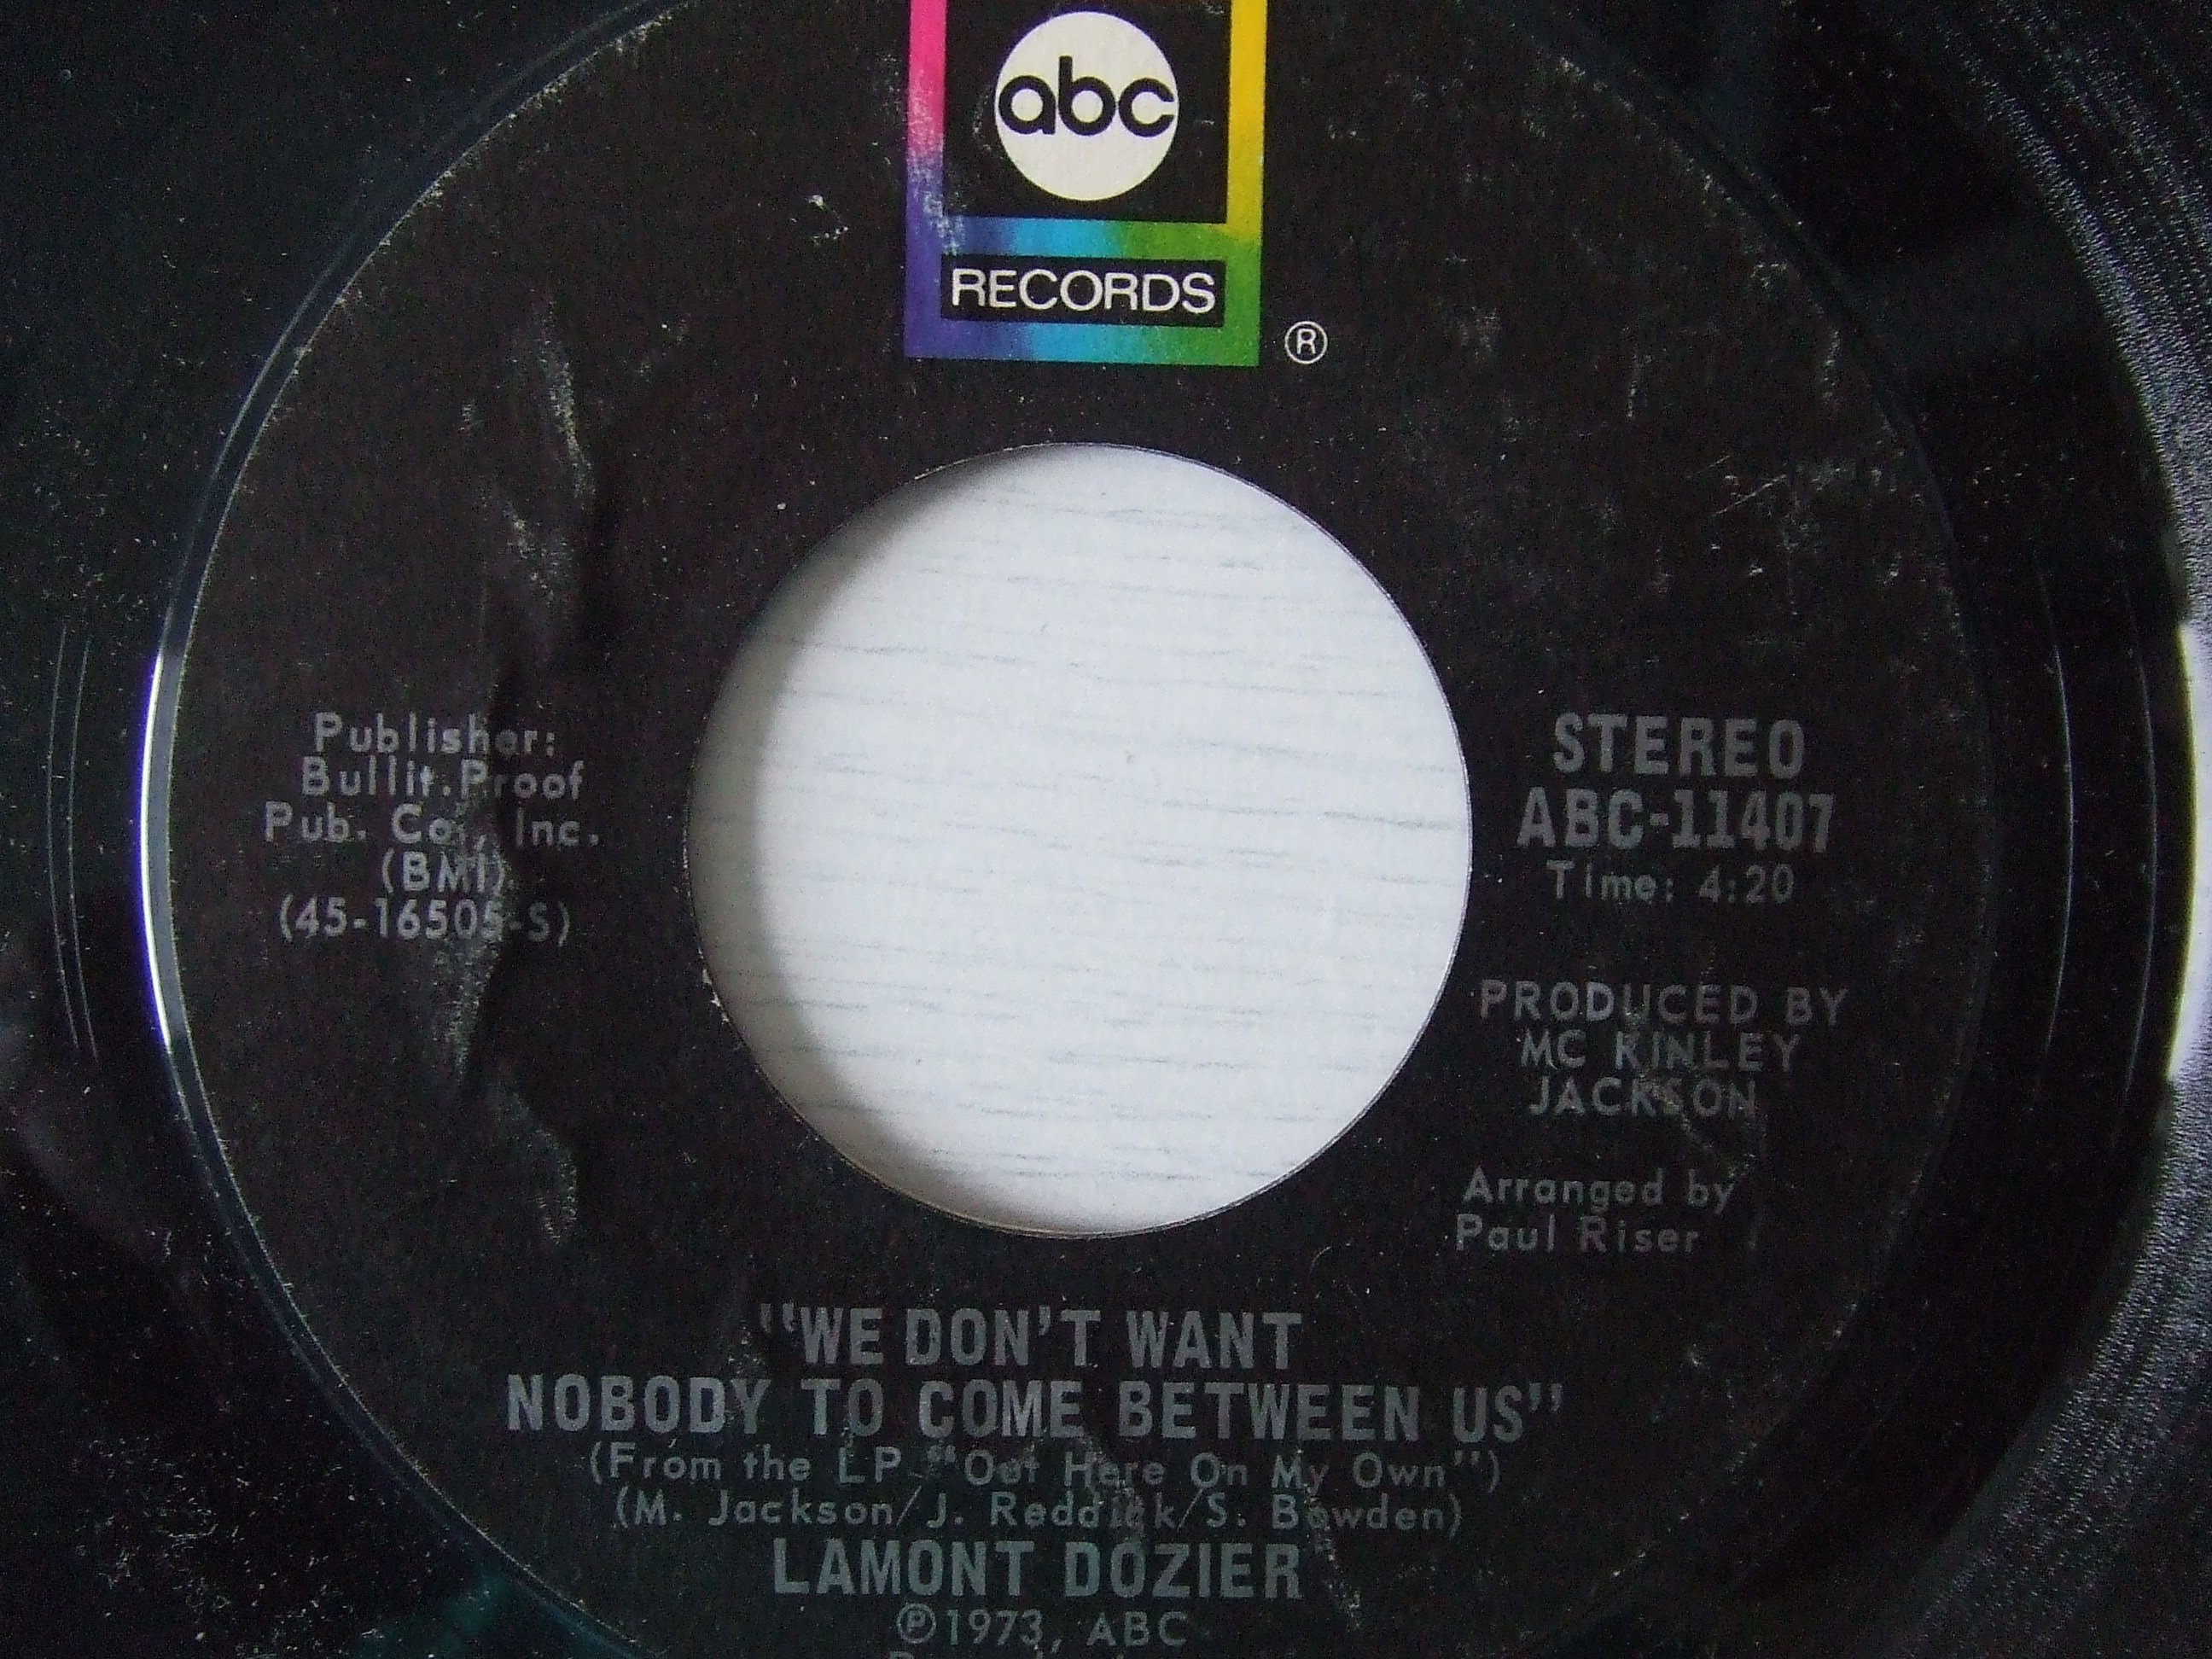 abc
RECORDS
®
Publisher:
Bullit.Proof
Pub. Co., Inc.
(BMI)
(45-16505-S)
STEREO
ABC-11407
Time: 4:20
PRODUCED BY
MC KINLEY
JACKSON
Arranged by
Paul Riser
"WE DON'T WANT
NOBODY TO COME BETWEEN US"
(From the LP "Out Here On My Own")
(M. Jackson/J. Reddick/S. Bowden)
LAMONT DOZIER
℗1973, ABC